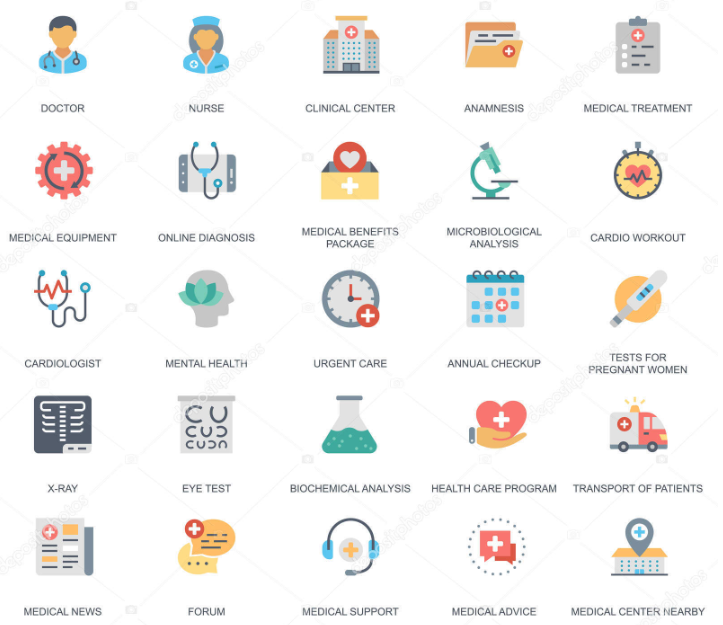 DOCTOR
NURSE
CLINICAL CENTER
ANAMNESIS
MEDICAL TREATMENT
MEDICAL EQUIPMENT
ONLINE DIAGNOSIS
MEDICAL BENEFITS
PACKAGE
MICROBIOLOGICAL
ANALYSIS
CARDIO WORKOUT
CARDIOLOGIST
MENTAL HEALTH
URGENT CARE
ANNUAL CHECKUP
TESTS FOR
PREGNANT WOMEN
X-RAY
EYE TEST
BIOCHEMICAL ANALYSIS
HEALTH CARE PROGRAM
TRANSPORT OF PATIENTS
MEDICAL NEWS
FORUM
MEDICAL SUPPORT
MEDICAL ADVICE
MEDICAL CENTER NEARBY
depositphotos